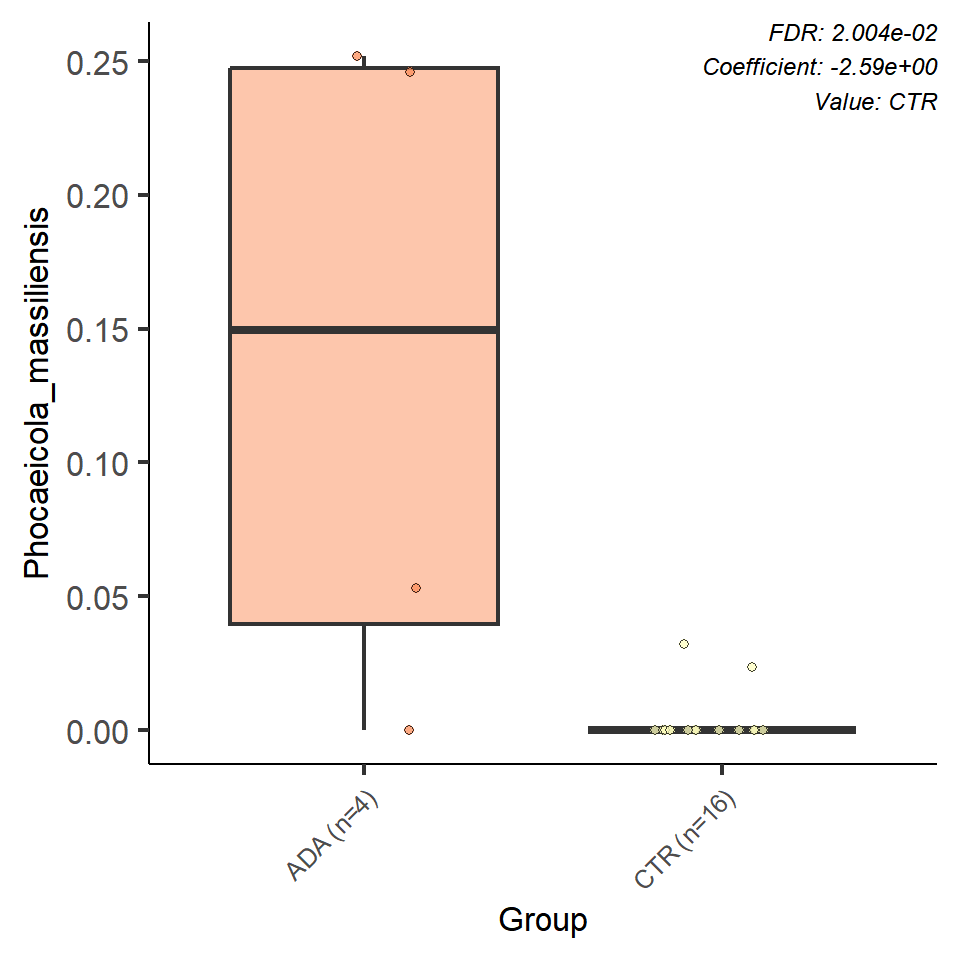 FDR: 2.004e-02
Coefficient: -2.59e+00
Value: CTR
Phocaeicola_massiliensis
0.25
0.20
0.15
0.10
0.05
0.00
ADA (n=4)
CTR (n=16)
Group